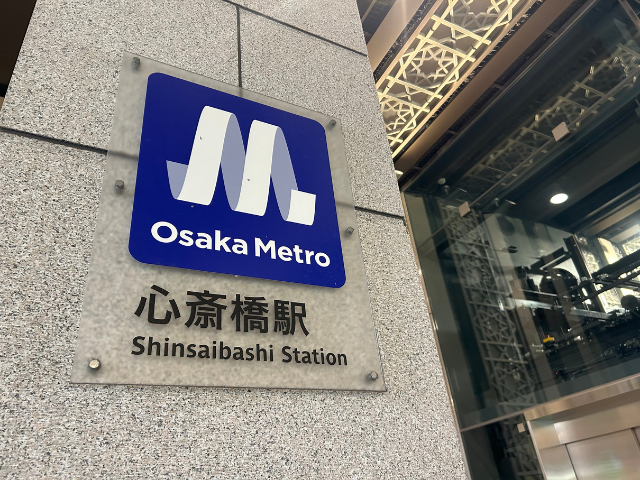 Osaka Metro
心斎橋駅
Shinsaibashi Station